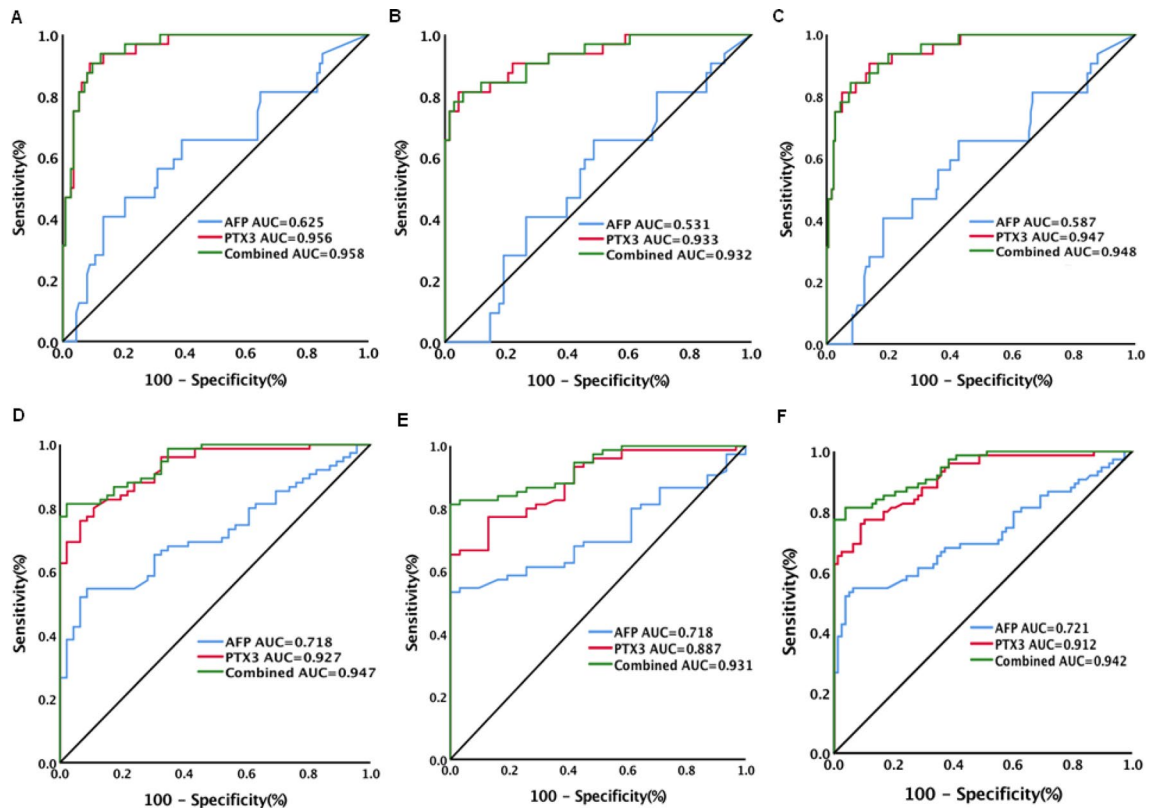 A
Sensitivity(%)
1.0
0.8
0.6
0.4
0.2
0.0
AFP AUC=0.625
PTX3 AUC=0.956
Combined AUC=0.958
0.0 0.2 0.4 0.6 0.8 1.0
100 – Specificity(%)
B
Sensitivity(%)
1.0
0.8
0.6
0.4
0.2
0.0
AFP AUC=0.531
PTX3 AUC=0.933
Combined AUC=0.932
0.0 0.2 0.4 0.6 0.8 1.0
100 – Specificity(%)
C
Sensitivity(%)
1.0
0.8
0.6
0.4
0.2
0.0
AFP AUC=0.587
PTX3 AUC=0.947
Combined AUC=0.948
0.0 0.2 0.4 0.6 0.8 1.0
100 – Specificity(%)
D
Sensitivity(%)
1.0
0.8
0.6
0.4
0.2
0.0
AFP AUC=0.718
PTX3 AUC=0.927
Combined AUC=0.947
0.0 0.2 0.4 0.6 0.8 1.0
100 – Specificity(%)
E
Sensitivity(%)
1.0
0.8
0.6
0.4
0.2
0.0
AFP AUC=0.718
PTX3 AUC=0.887
Combined AUC=0.931
0.0 0.2 0.4 0.6 0.8 1.0
100 – Specificity(%)
F
Sensitivity(%)
1.0
0.8
0.6
0.4
0.2
0.0
AFP AUC=0.721
PTX3 AUC=0.912
Combined AUC=0.942
0.0 0.2 0.4 0.6 0.8 1.0
100 – Specificity(%)